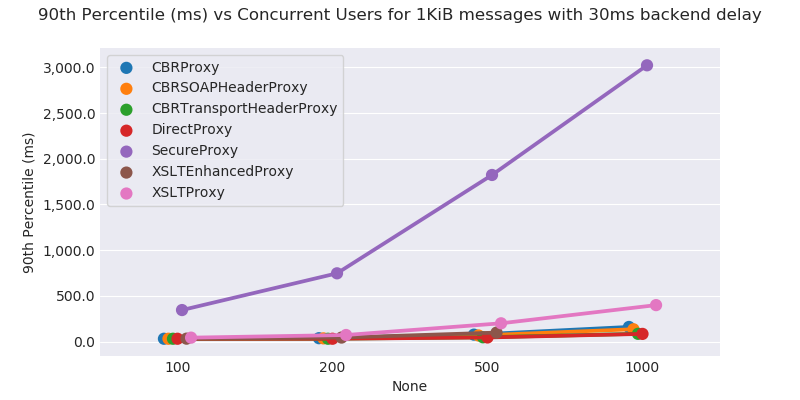 90th Percentile (ms) vs Concurrent Users for 1KiB messages with 30ms backend delay
3,000.0
2,500.0
2,000.0
1,500.0
1,000.0
500.0
0.0
90th Percentile (ms)
CBRProxy
CBRSOAPHeaderProxy
CBRTransportHeaderProxy
DirectProxy
SecureProxy
XSLTEnhancedProxy
XSLTProxy
100 200 500 1000
None